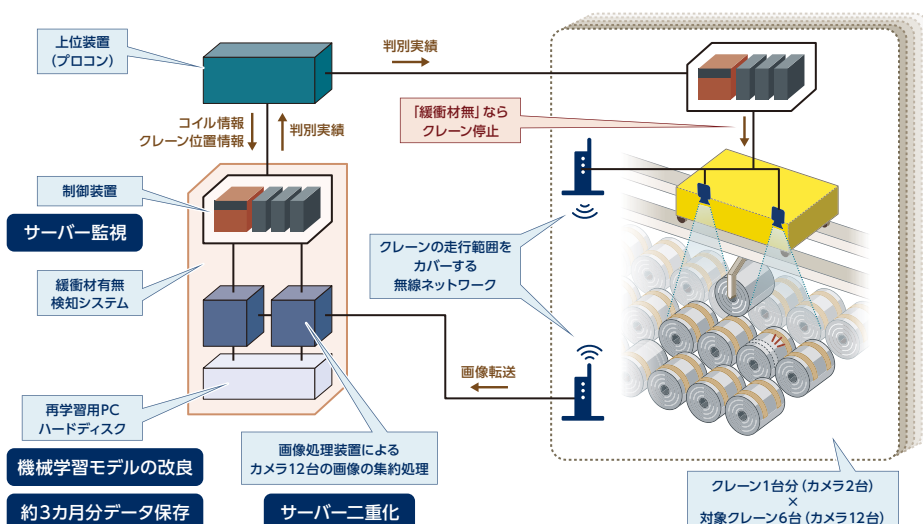 上位装置
(プロコン)
判別実績
「緩衝材無」なら
クレーン停止
コイル情報
クレーン位置情報
判別実績
制御装置
サーバー監視
緩衝材有無
検知システム
クレーンの走行範囲を
カバーする
無線ネットワーク
画像転送
再学習用PC
ハードディスク
機械学習モデルの改良
約3カ月分データ保存
画像処理装置による
カメラ12台の画像の集約処理
サーバー二重化
クレーン1台分(カメラ2台)
×
対象クレーン6台(カメラ12台)